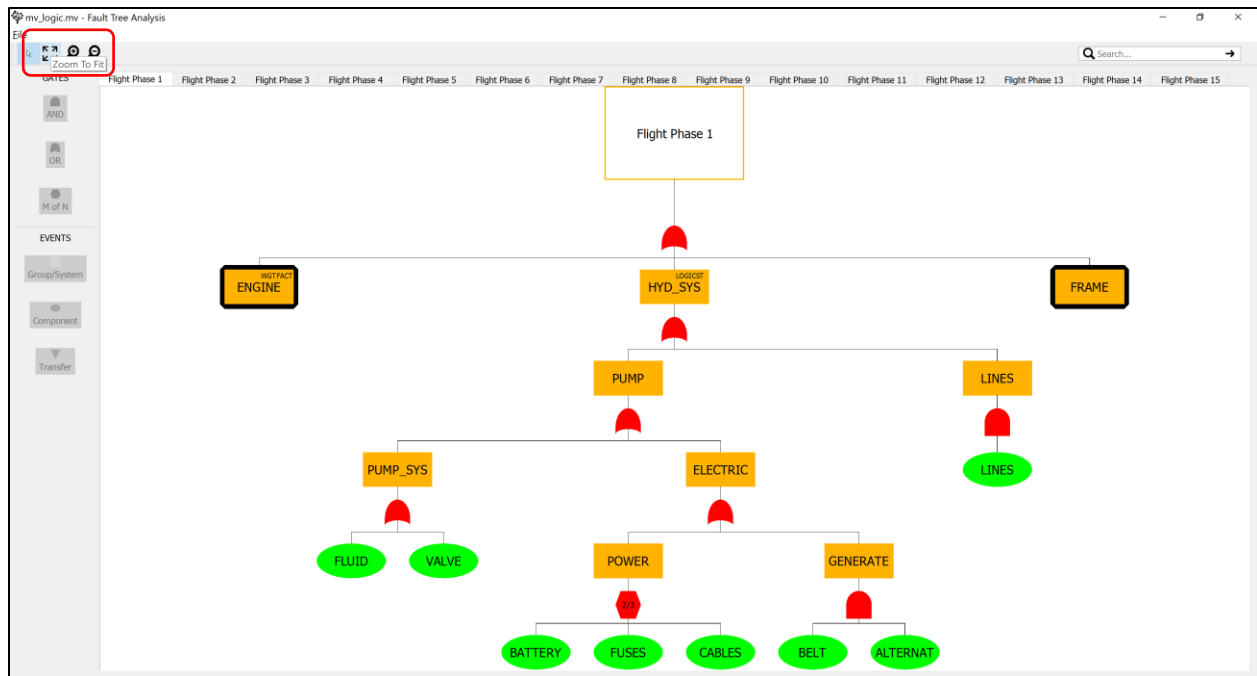 mv_logic.mv - Fault Tree Analysis
File
Zoom To Fit
Search...
GATES
Flight Phase 1 Flight Phase 2 Flight Phase 3 Flight Phase 4 Flight Phase 5 Flight Phase 6 Flight Phase 7 Flight Phase 8 Flight Phase 9 Flight Phase 10 Flight Phase 11 Flight Phase 12 Flight Phase 13 Flight Phase 14 Flight Phase 15
AND
OR
M of N
EVENTS
Group/System
Component
Transfer
Flight Phase 1
WGTFACT
ENGINE
LOGICST
HYD_SYS
FRAME
PUMP
LINES
PUMP_SYS
ELECTRIC
LINES
FLUID
VALVE
POWER
GENERATE
2/3
BATTERY
FUSES
CABLES
BELT
ALTERNAT